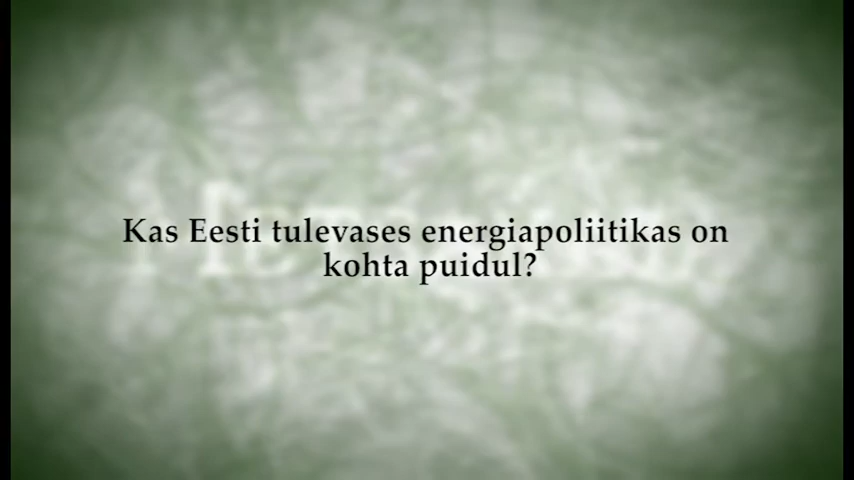 Kas Eesti tulevases energiapoliitikas on
kohta puidul?